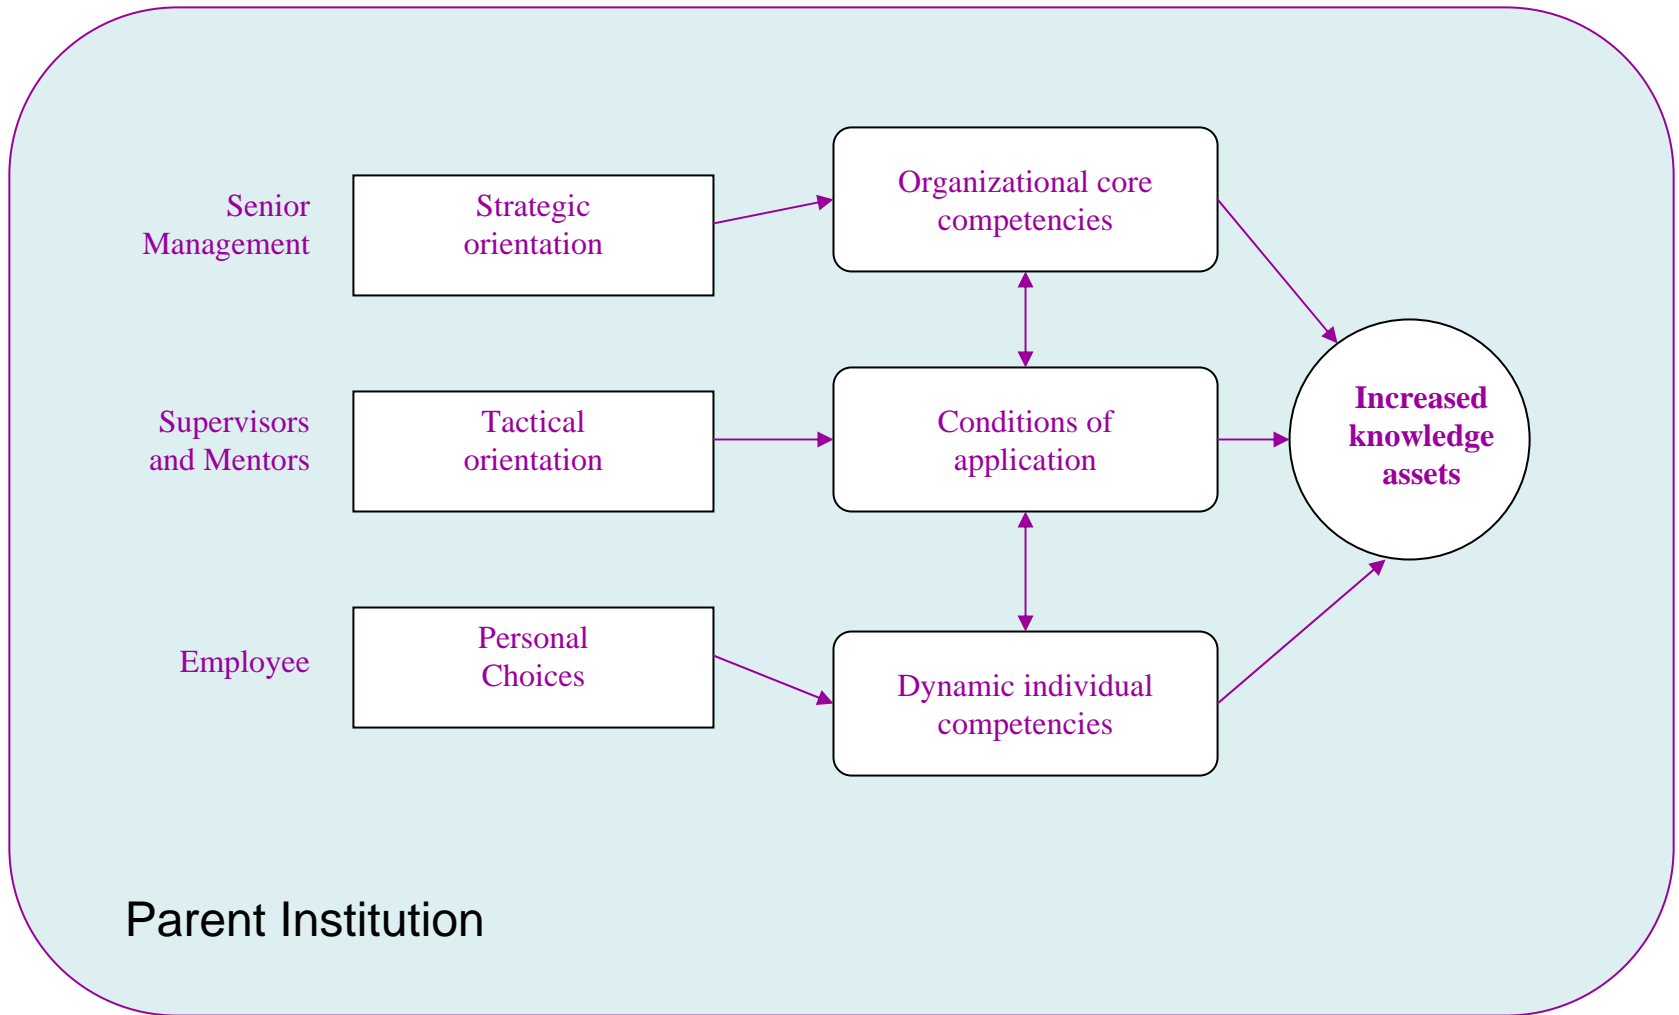 Senior
Management
Strategic
orientation
Organizational core
competencies
Supervisors
and Mentors
Tactical
orientation
Conditions of
application
Increased
knowledge
assets
Employee
Personal
Choices
Dynamic individual
competencies
Parent Institution